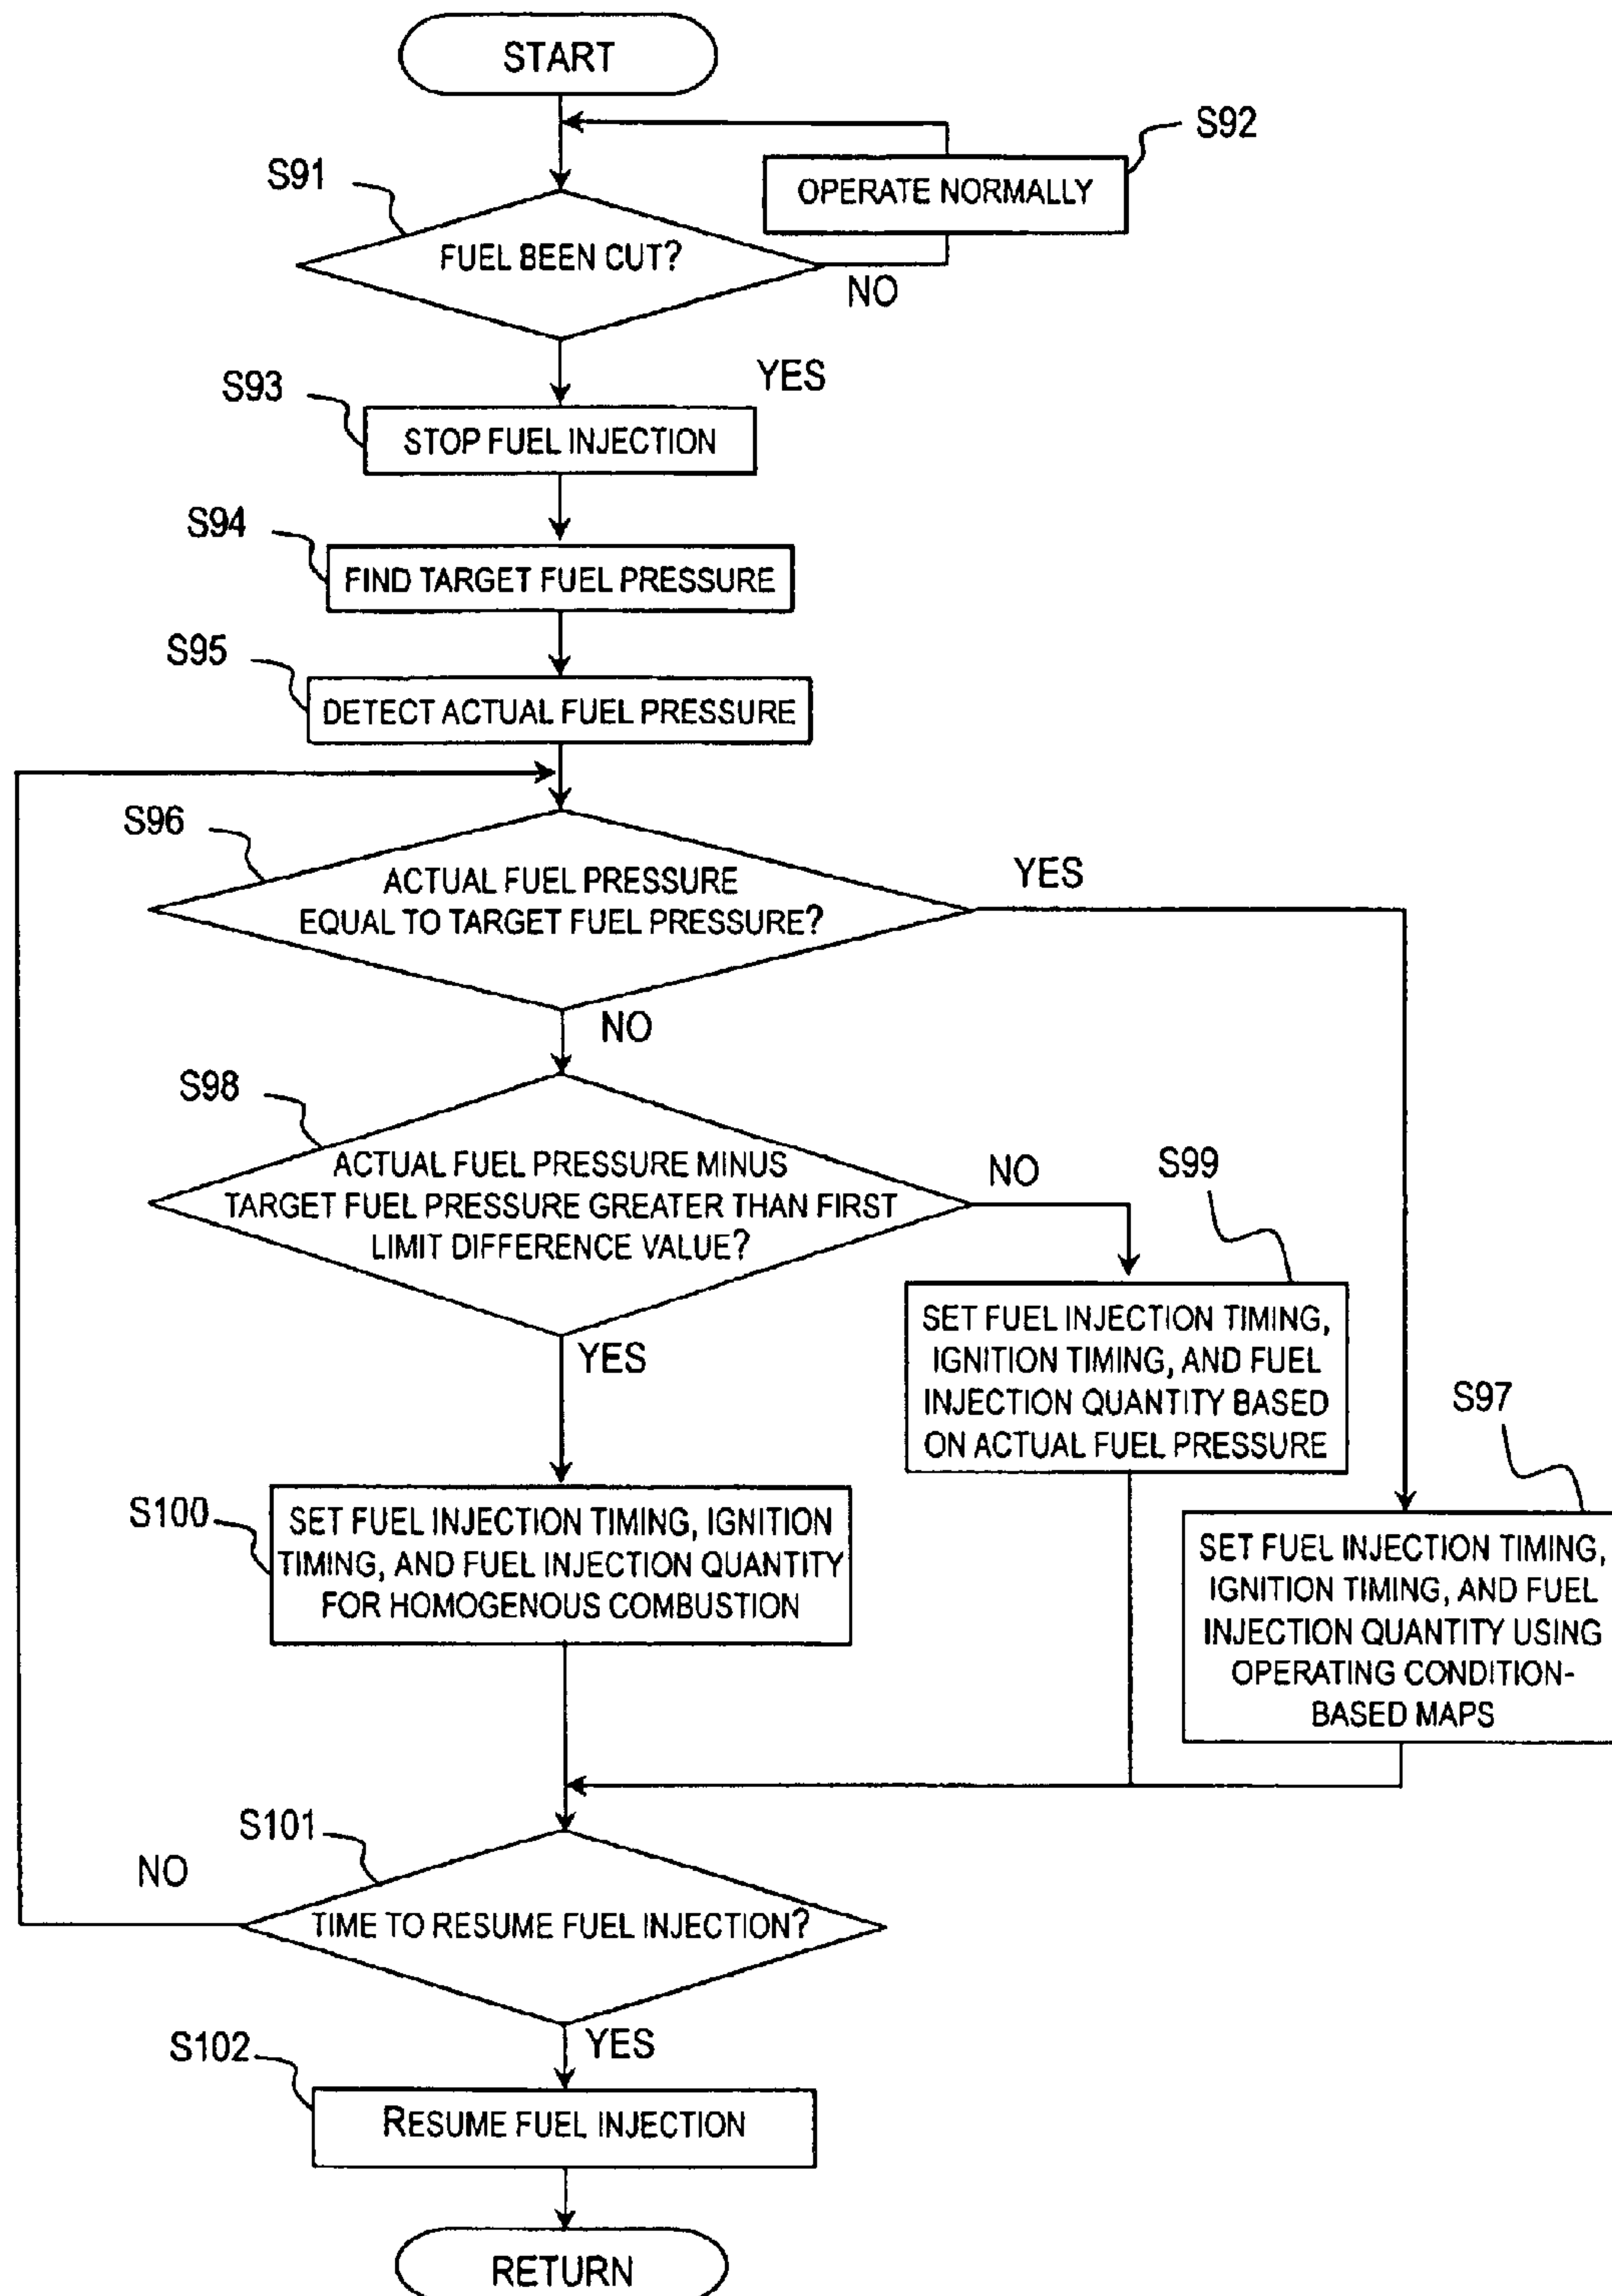 START
S92
S91
OPERATE NORMALLY
FUEL BEEN CUT?
NO
YES
S93
STOP FUEL INJECTION
S94
FIND TARGET FUEL PRESSURE
S95
DETECT ACTUAL FUEL PRESSURE
S96
ACTUAL FUEL PRESSURE
EQUAL TO TARGET FUEL PRESSURE?
YES
NO
S98
ACTUAL FUEL PRESSURE MINUS
TARGET FUEL PRESSURE GREATER THAN FIRST
LIMIT DIFFERENCE VALUE?
NO
S99
SET FUEL INJECTION TIMING,
IGNITION TIMING, AND FUEL
INJECTION QUANTITY BASED
ON ACTUAL FUEL PRESSURE
YES
S97
SET FUEL INJECTION TIMING,
IGNITION TIMING, AND FUEL
INJECTION QUANTITY USING
OPERATING CONDITION-
BASED MAPS
S100
SET FUEL INJECTION TIMING, IGNITION
TIMING, AND FUEL INJECTION QUANTITY
FOR HOMOGENOUS COMBUSTION
S101
NO
TIME TO RESUME FUEL INJECTION?
YES
S102
RESUME FUEL INJECTION
RETURN